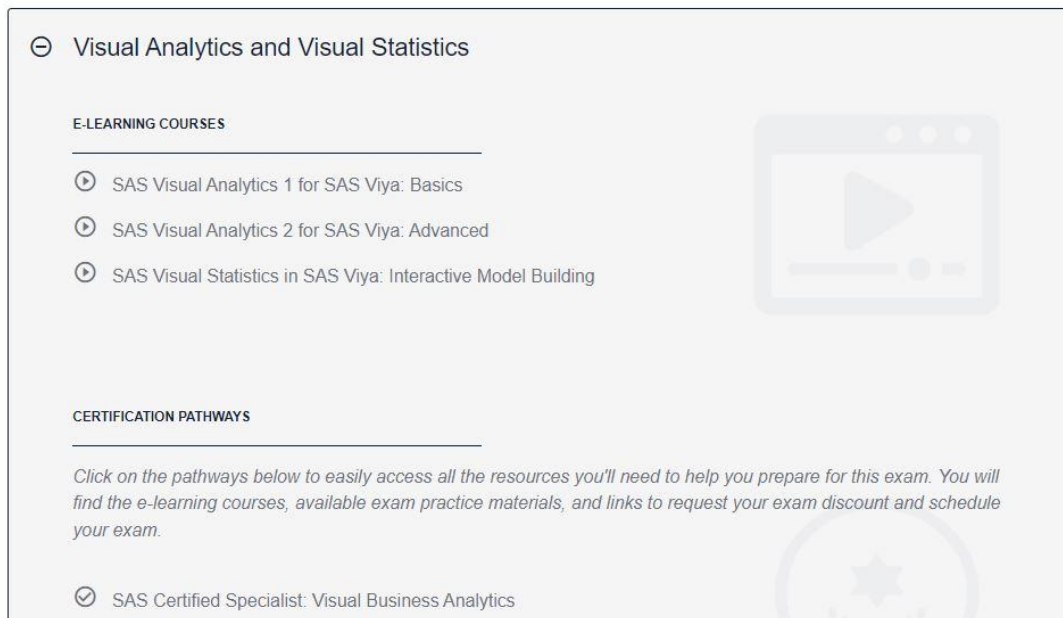 Visual Analytics and Visual Statistics
E-LEARNING COURSES
SAS Visual Analytics 1 for SAS Viya: Basics
SAS Visual Analytics 2 for SAS Viya: Advanced
SAS Visual Statistics in SAS Viya: Interactive Model Building
CERTIFICATION PATHWAYS
Click on the pathways below to easily access all the resources you'll need to help you prepare for this exam. You will
find the e-learning courses, available exam practice materials, and links to request your exam discount and schedule
your exam.
SAS Certified Specialist: Visual Business Analytics